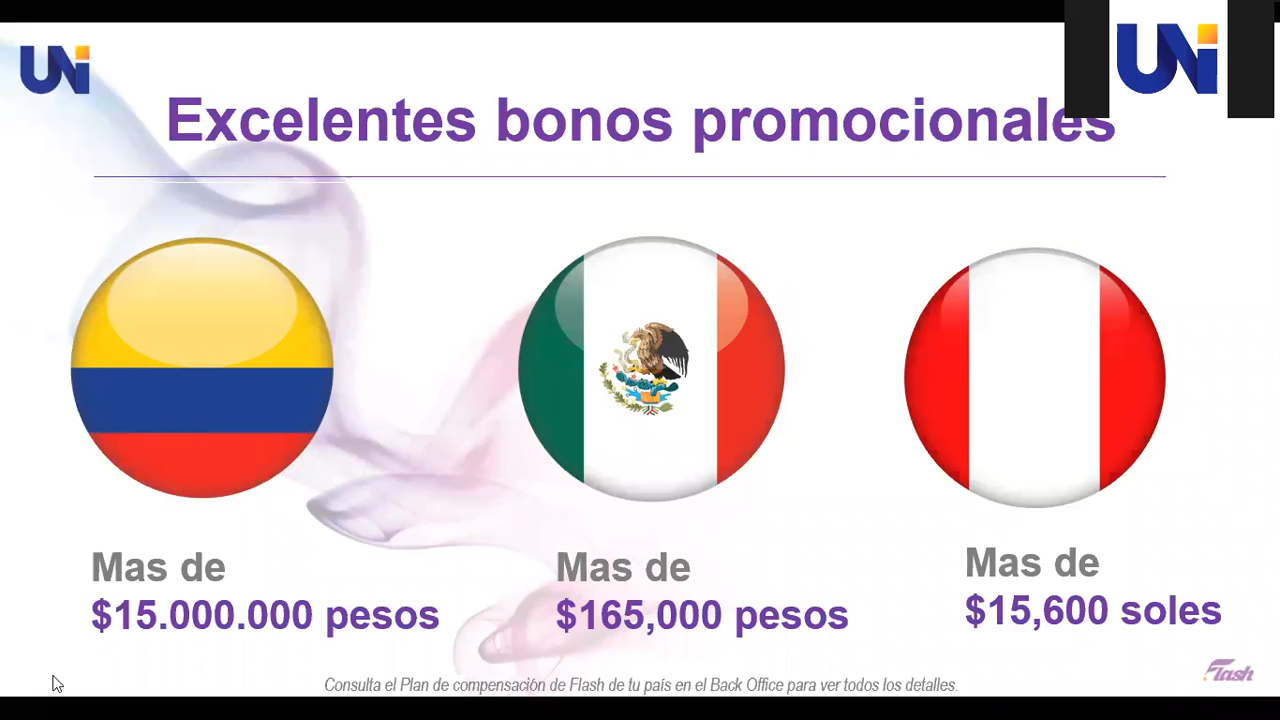 UNi
UNi
Excelentes bonos promocionales
Mas de
$15.000.000 pesos
Mas de
$165,000 pesos
Mas de
$15,600 soles
Consulta el Plan de compensación de Flash de tu país en el Back Office para ver todos los detalles.
Flash